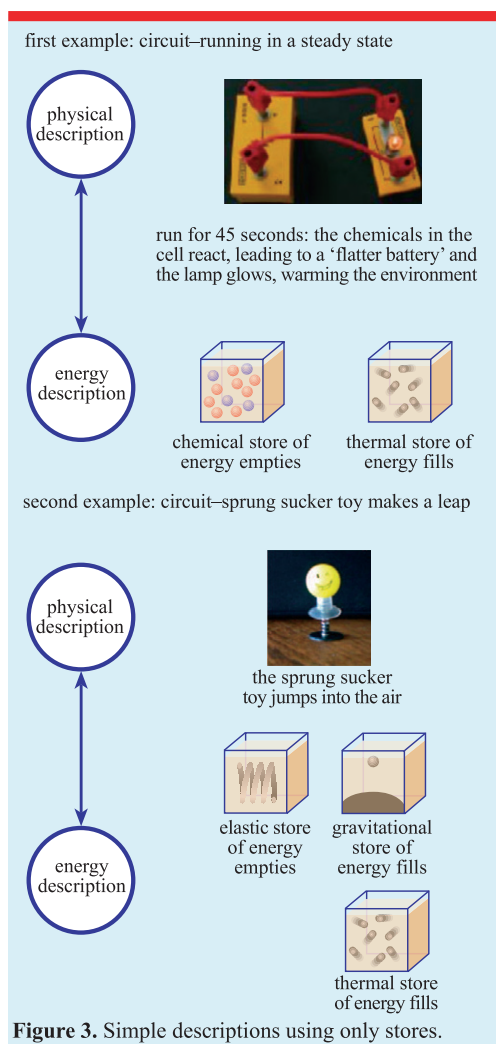 first example: circuit–running in a steady state
physical
description
run for 45 seconds: the chemicals in the
cell react, leading to a ‘flatter battery’ and
the lamp glows, warming the environment
energy
description
chemical store of
energy empties
thermal store of
energy fills
second example: circuit–sprung sucker toy makes a leap
physical
description
the sprung sucker
toy jumps into the air
elastic store
of energy
empties
gravitational
store of
energy fills
energy
description
thermal store
of energy fills
Figure 3. Simple descriptions using only stores.